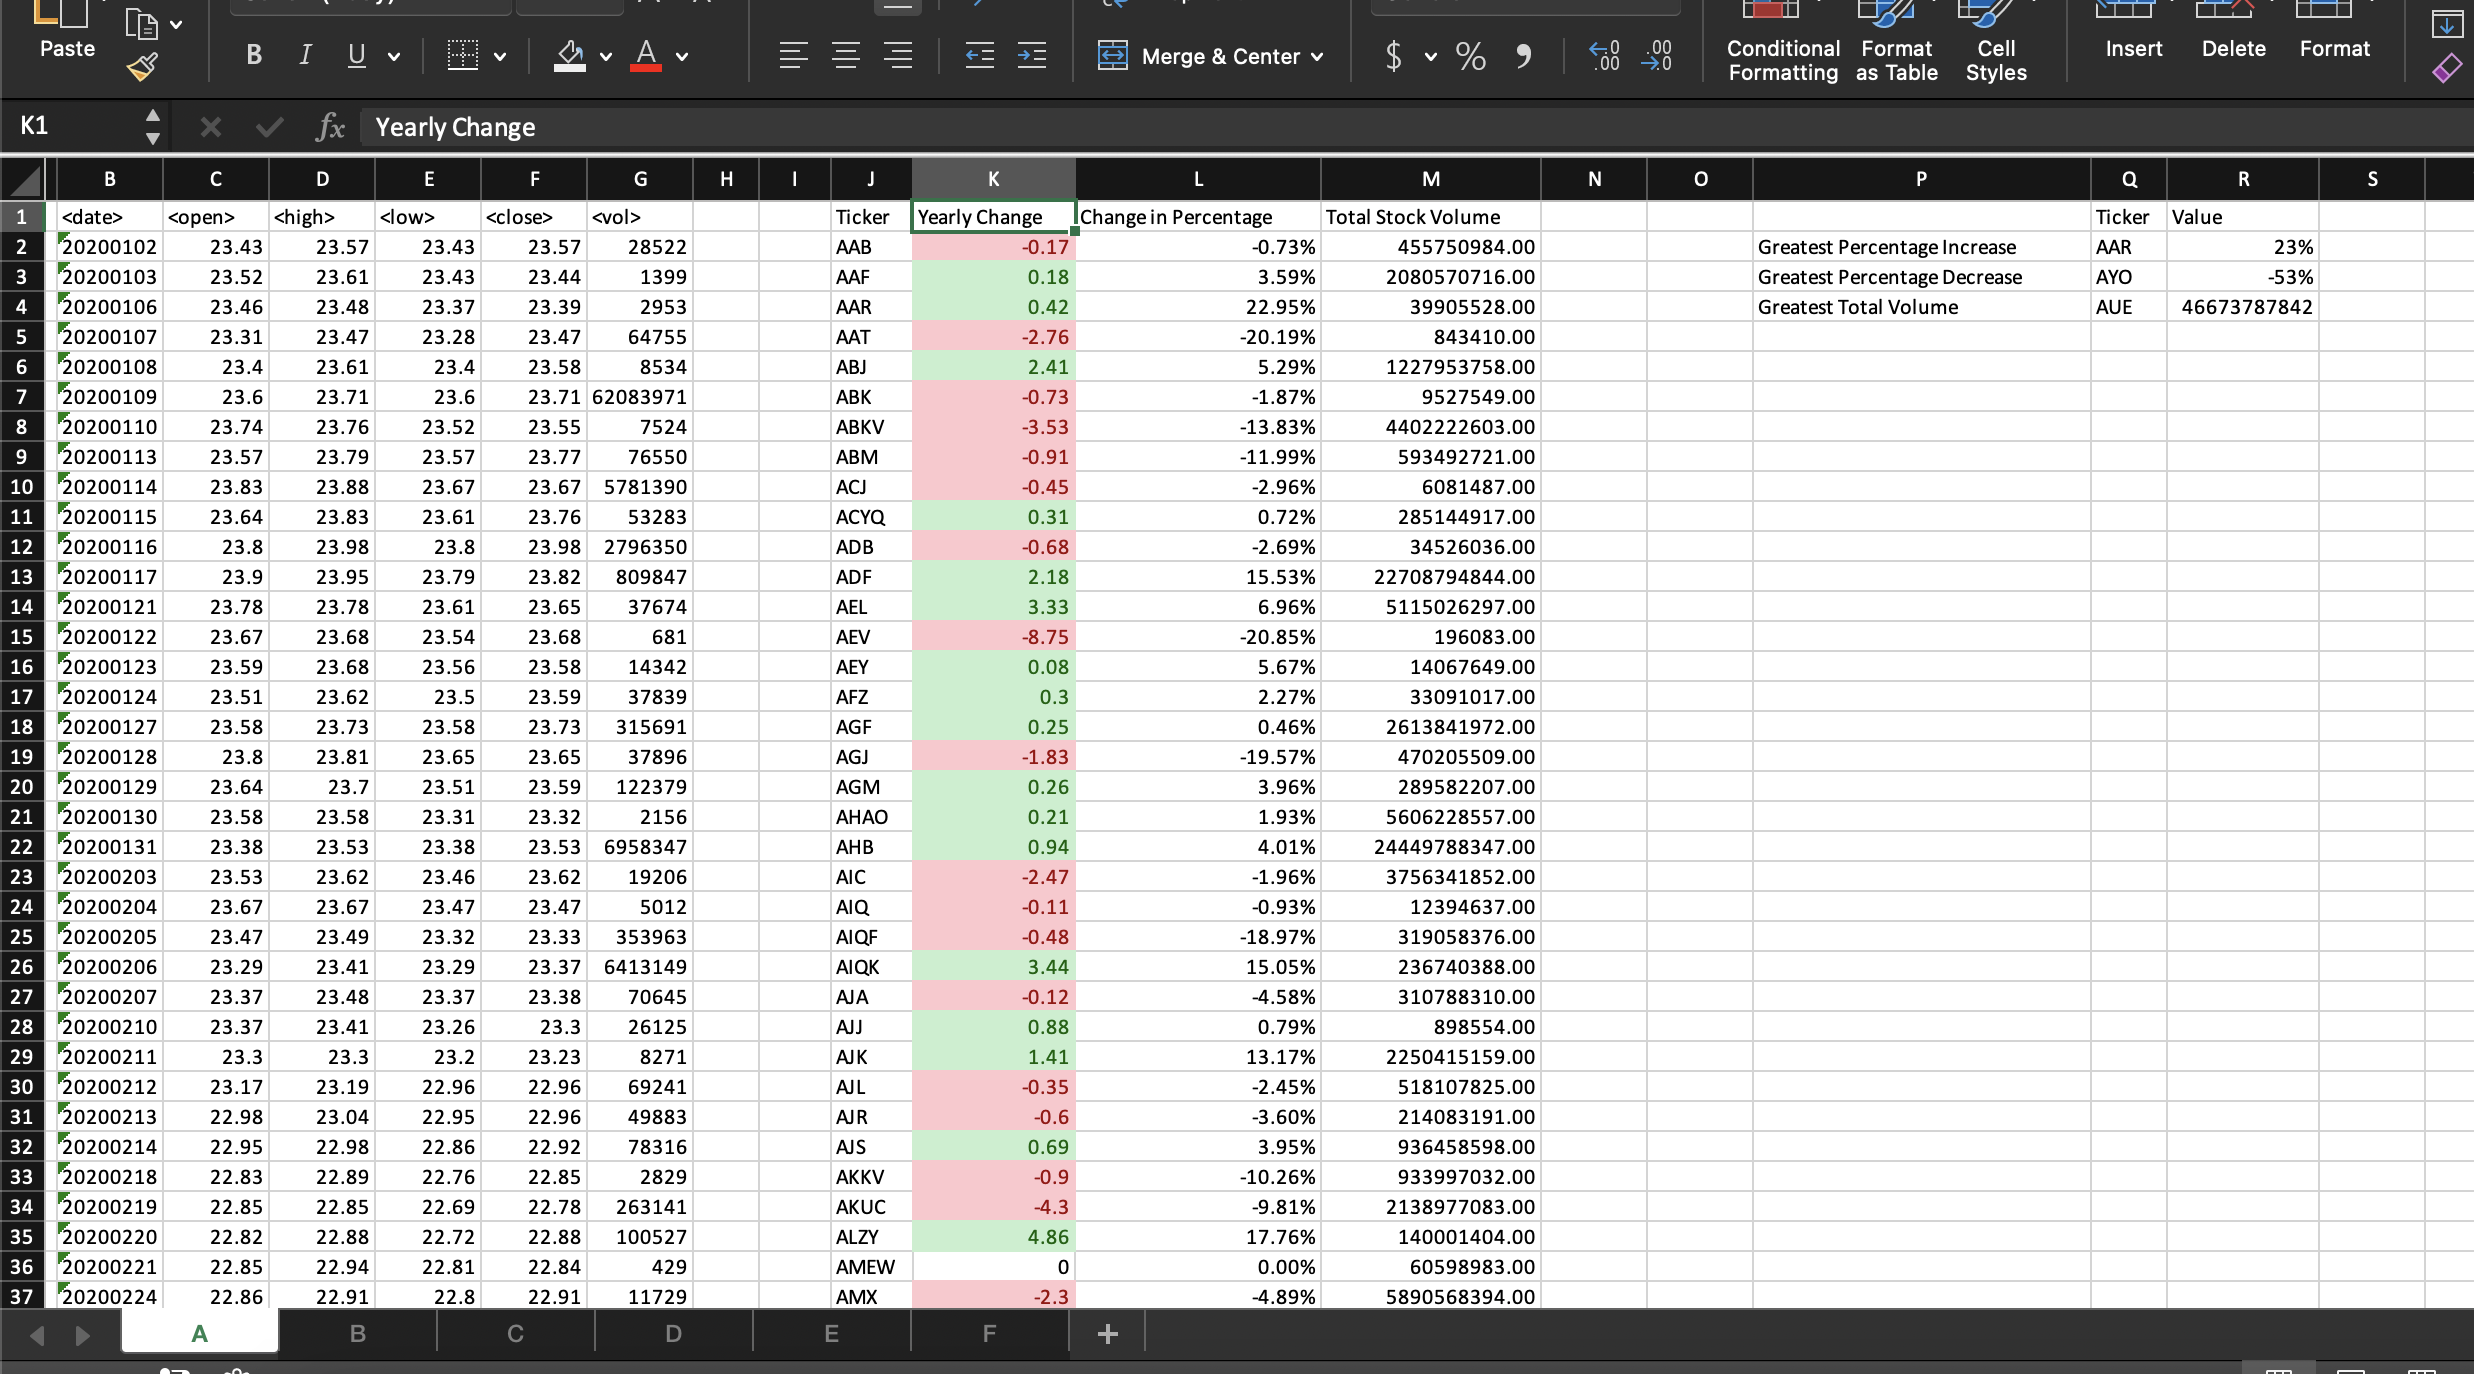 Paste
B I U A Merge & Center $ % Conditional Formatting Format as Table Cell Styles Insert Delete Format
K1 fx Yearly Change
B C D E F G H I J K L M N O P Q R S
1 <date> <open> <high> <low> <close> <vol> Ticker Yearly Change Change in Percentage Total Stock Volume Ticker Value
2 20200102 23.43 23.57 23.43 23.57 28522 AAB -0.17 -0.73% 455750984.00 Greatest Percentage Increase AAR 23%
3 20200103 23.52 23.61 23.43 23.44 1399 AAF 0.18 3.59% 2080570716.00 Greatest Percentage Decrease AYO -53%
4 20200106 23.46 23.48 23.37 23.39 2953 AAR 0.42 22.95% 39905528.00 Greatest Total Volume AUE 46673787842
5 20200107 23.31 23.47 23.28 23.47 64755 AAT -2.76 -20.19% 843410.00
6 20200108 23.4 23.61 23.4 23.58 8534 ABJ 2.41 5.29% 1227953758.00
7 20200109 23.6 23.71 23.6 23.71 62083971 ABK -0.73 -1.87% 9527549.00
8 20200110 23.74 23.76 23.52 23.55 7524 ABKV -3.53 -13.83% 4402222603.00
9 20200113 23.57 23.79 23.57 23.77 76550 ABM -0.91 -11.99% 593492721.00
10 20200114 23.83 23.88 23.67 23.67 5781390 ACJ -0.45 -2.96% 6081487.00
11 20200115 23.64 23.83 23.61 23.76 53283 ACYQ 0.31 0.72% 285144917.00
12 20200116 23.8 23.98 23.8 23.98 2796350 ADB -0.68 -2.69% 34526036.00
13 20200117 23.9 23.95 23.79 23.82 809847 ADF 2.18 15.53% 22708794844.00
14 20200121 23.78 23.78 23.61 23.65 37674 AEL 3.33 6.96% 5115026297.00
15 20200122 23.67 23.68 23.54 23.68 681 AEV -8.75 -20.85% 196083.00
16 20200123 23.59 23.68 23.56 23.58 14342 AEY 0.08 5.67% 14067649.00
17 20200124 23.51 23.62 23.5 23.59 37839 AFZ 0.3 2.27% 33091017.00
18 20200127 23.58 23.73 23.58 23.73 315691 AGF 0.25 0.46% 2613841972.00
19 20200128 23.8 23.81 23.65 23.65 37896 AGJ -1.83 -19.57% 470205509.00
20 20200129 23.64 23.7 23.51 23.59 122379 AGM 0.26 3.96% 289582207.00
21 20200130 23.58 23.58 23.31 23.32 2156 AHAO 0.21 1.93% 5606228557.00
22 20200131 23.38 23.53 23.38 23.53 6958347 AHB 0.94 4.01% 24449788347.00
23 20200203 23.53 23.62 23.46 23.62 19206 AIC -2.47 -1.96% 3756341852.00
24 20200204 23.67 23.67 23.47 23.47 5012 AIQ -0.11 -0.93% 12394637.00
25 20200205 23.47 23.49 23.32 23.33 353963 AIQF -0.48 -18.97% 319058376.00
26 20200206 23.29 23.41 23.29 23.37 6413149 AIQK 3.44 15.05% 236740388.00
27 20200207 23.37 23.48 23.37 23.38 70645 AJA -0.12 -4.58% 310788310.00
28 20200210 23.37 23.41 23.26 23.3 26125 AJJ 0.88 0.79% 898554.00
29 20200211 23.3 23.3 23.2 23.23 8271 AJK 1.41 13.17% 2250415159.00
30 20200212 23.17 23.19 22.96 22.96 69241 AJL -0.35 -2.45% 518107825.00
31 20200213 22.98 23.04 22.95 22.96 49883 AJR -0.6 -3.60% 214083191.00
32 20200214 22.95 22.98 22.86 22.92 78316 AJS 0.69 3.95% 936458598.00
33 20200218 22.83 22.89 22.76 22.85 2829 AKKV -0.9 -10.26% 933997032.00
34 20200219 22.85 22.85 22.69 22.78 263141 AKUC -4.3 -9.81% 2138977083.00
35 20200220 22.82 22.88 22.72 22.88 100527 ALZY 4.86 17.76% 140001404.00
36 20200221 22.85 22.94 22.81 22.84 429 AMEW 0 0.00% 60598983.00
37 20200224 22.86 22.91 22.8 22.91 11729 AMX -2.3 -4.89% 5890568394.00
A B C D E F +